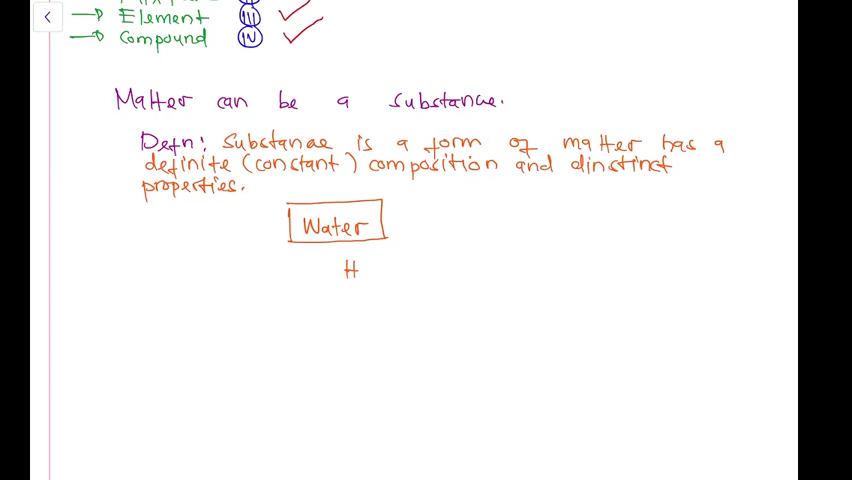 → Element III ✓
→ Compound IV ✓
Matter can be a substance.
Defn: Substance is a form of matter has a
definite (constant) composition and dinstinct
properties.
Water
H